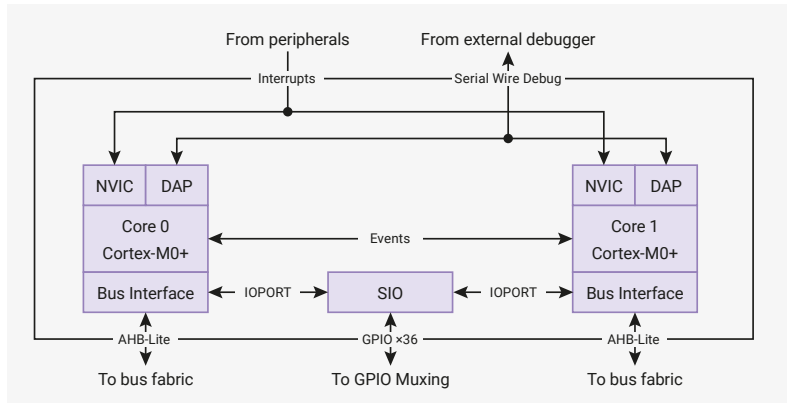 From peripherals
From external debugger
Interrupts
Serial Wire Debug
NVIC
DAP
NVIC
DAP
Core 0
Cortex-M0+
Events
Core 1
Cortex-M0+
Bus Interface
IOPORT
SIO
IOPORT
Bus Interface
AHB-Lite
GPIO ×36
AHB-Lite
To bus fabric
To GPIO Muxing
To bus fabric